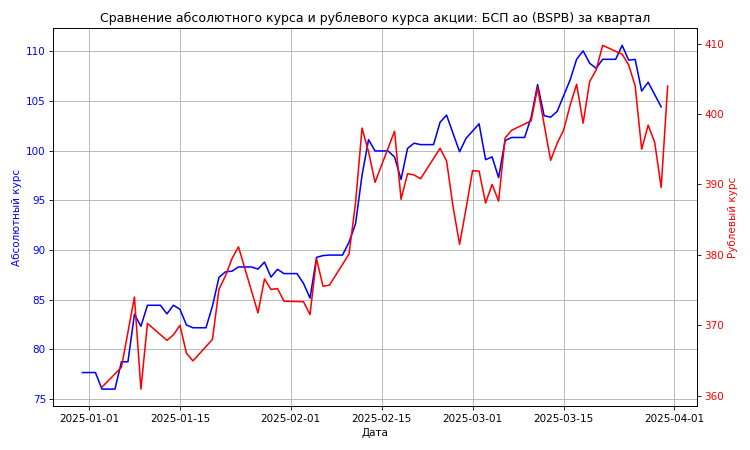 Сравнение абсолютного курса и рублевого курса акции: БСП ао (BSPB) за квартал
110
105
100
95
90
85
80
75
Абсолютный курс
410
400
390
380
370
360
Рублевый курс
2025-01-01 2025-01-15 2025-02-01 2025-02-15 2025-03-01 2025-03-15 2025-04-01
Дата